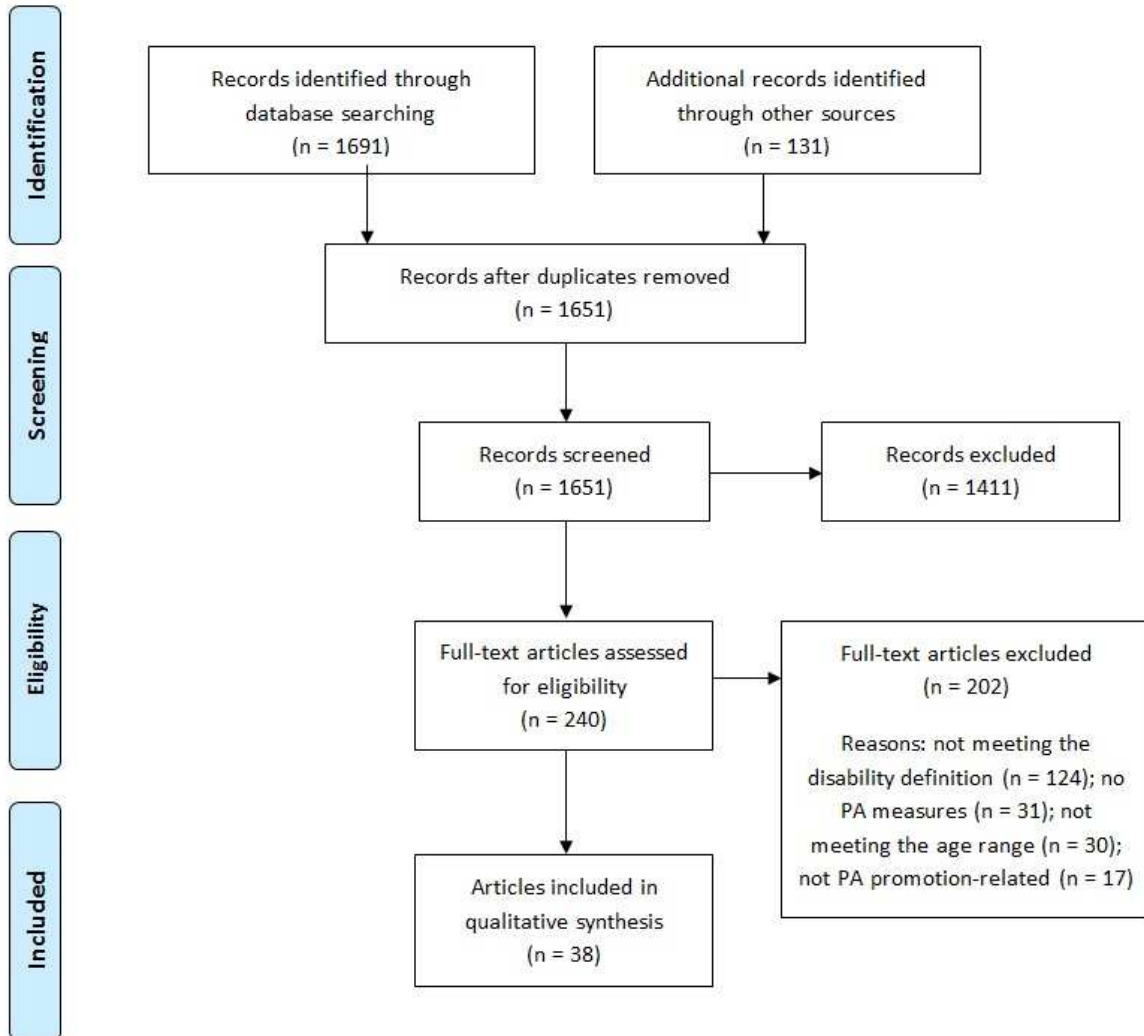 Identification
Records identified through
database searching
(n = 1691)
Additional records identified
through other sources
(n = 131)
Screening
Records after duplicates removed
(n = 1651)
Records screened
(n = 1651)
Records excluded
(n = 1411)
Eligibility
Full-text articles assessed
for eligibility
(n = 240)
Full-text articles excluded
(n = 202)
Reasons: not meeting the
disability definition (n = 124); no
PA measures (n = 31); not
meeting the age range (n = 30);
not PA promotion-related (n = 17)
Included
Articles included in
qualitative synthesis
(n = 38)